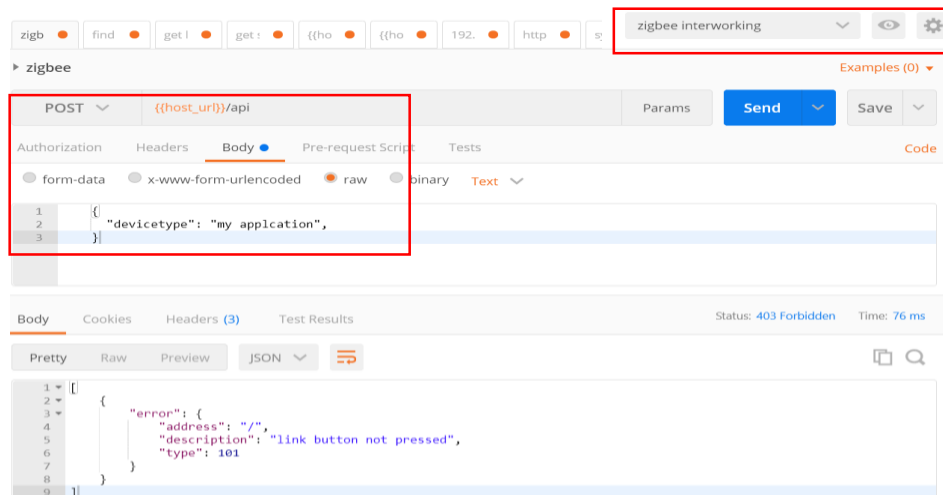 zigb find get l get : {{ho {{ho 192. http sy zigbee interworking
zigbee Examples (0)
POST {{host_url}}/api Params Send Save
Authorization Headers Body Pre-request Script Tests Code
form-data x-www-form-urlencoded raw binary Text
1 {
2 "devicetype": "my applcation",
3 }
Body Cookies Headers (3) Test Results Status: 403 Forbidden Time: 76 ms
Pretty Raw Preview JSON
1 [
2 {
3 "error": {
4 "address": "/",
5 "description": "link button not pressed",
6 "type": 101
7 }
8 }
9 ]